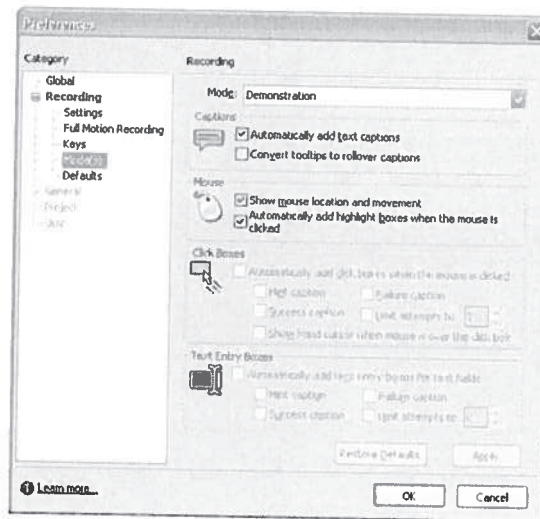 Preferences
Category
Global
Recording
Settings
Full Motion Recording
Keys
Mode(s)
Defaults
General
Project
Recording
Mode: Demonstration
Captions
Automatically add text captions
Convert tooltips to rollover captions
Mouse
Show mouse location and movement
Automatically add highlight boxes when the mouse is
clicked
Click Boxes
Automatically add click boxes when the mouse is clicked
Hint caption Failure caption
Success caption Limit attempts to:
Show hand cursor when mouse is over the click box
Text Entry Boxes
Automatically add text entry boxes for text fields
Hint caption Failure caption
Success caption Limit attempts to:
Restore Defaults Apply
Learn more...
OK Cancel